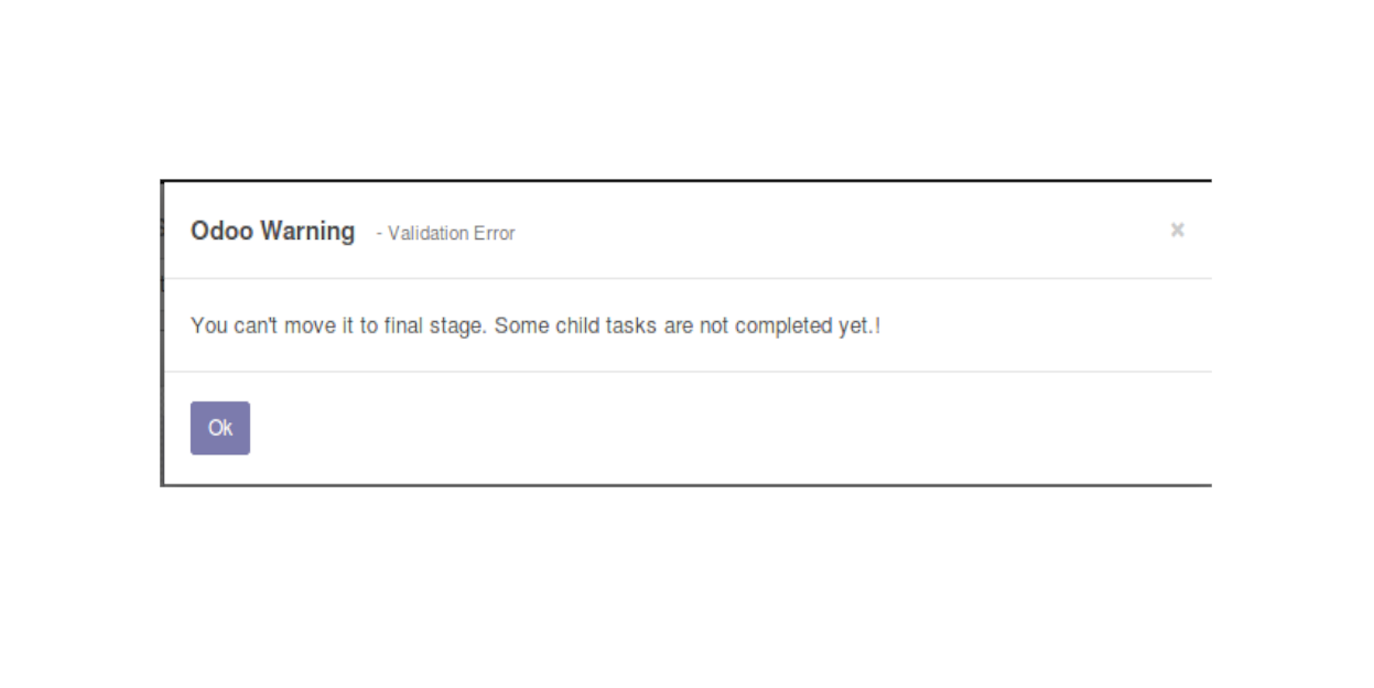 Odoo Warning - Validation Error ×
You can't move it to final stage. Some child tasks are not completed yet.!
Ok